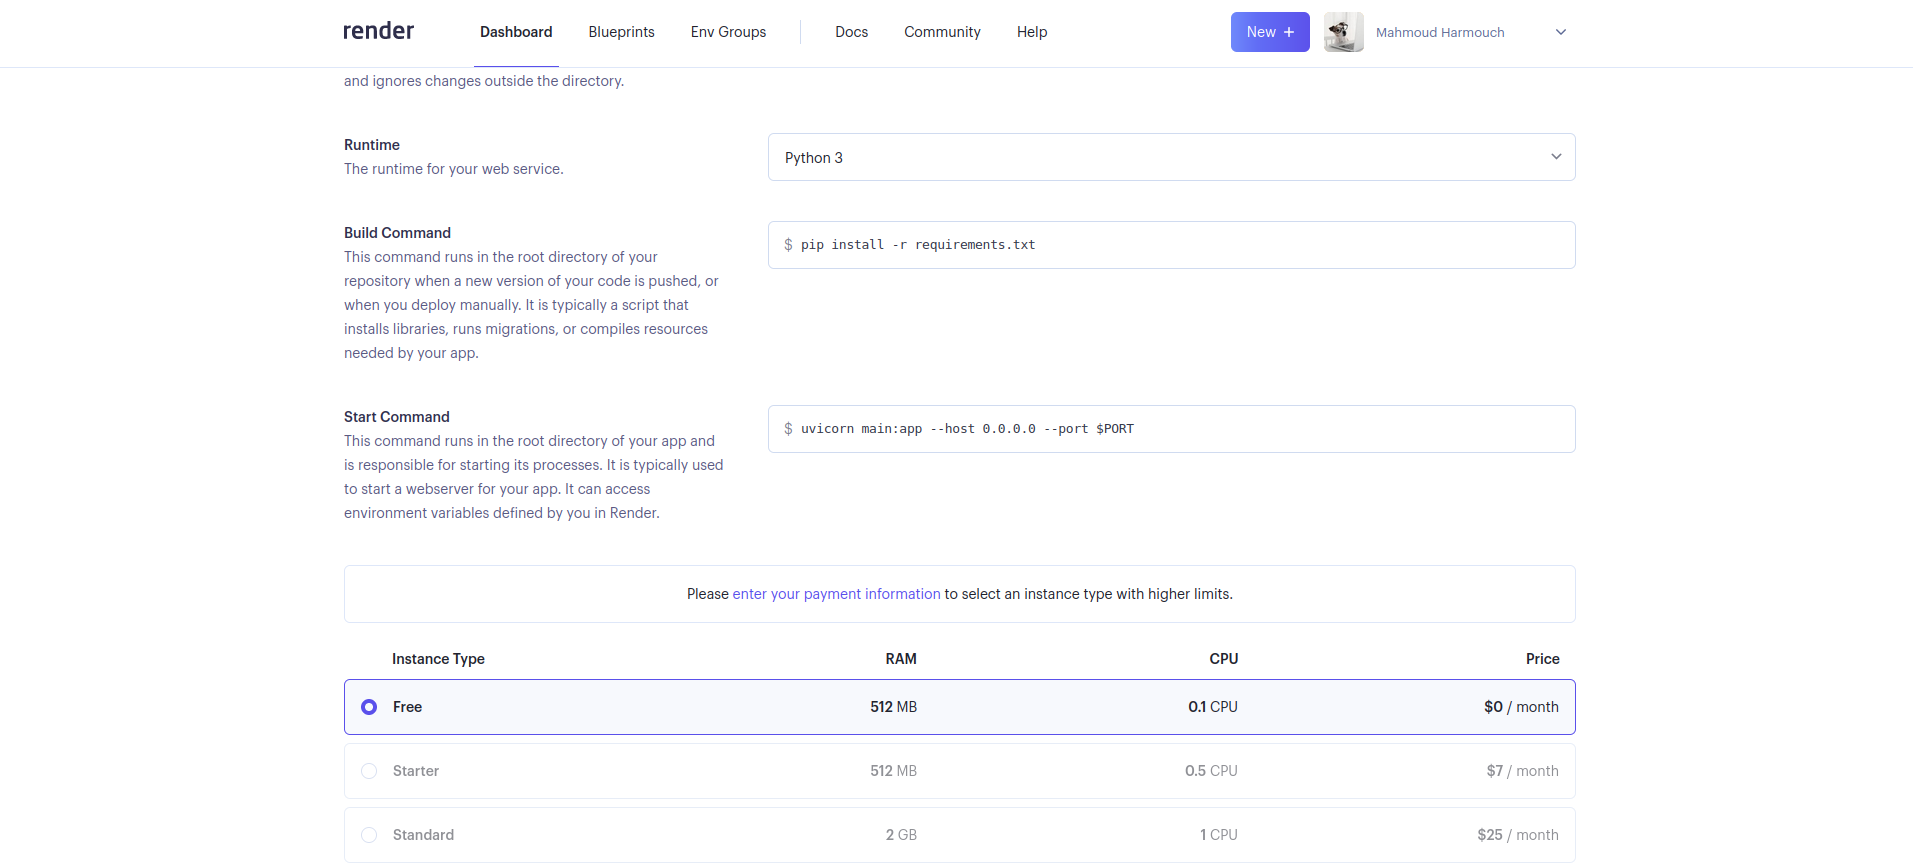 render Dashboard Blueprints Env Groups Docs Community Help New + Mahmoud Harmouch
and ignores changes outside the directory.
Runtime
The runtime for your web service.
Python 3
Build Command
This command runs in the root directory of your
repository when a new version of your code is pushed, or
when you deploy manually. It is typically a script that
installs libraries, runs migrations, or compiles resources
needed by your app.
$ pip install -r requirements.txt
Start Command
This command runs in the root directory of your app and
is responsible for starting its processes. It is typically used
to start a webserver for your app. It can access
environment variables defined by you in Render.
$ uvicorn main:app --host 0.0.0.0 --port $PORT
Please enter your payment information to select an instance type with higher limits.
Instance Type RAM CPU Price
Free 512 MB 0.1 CPU $0 / month
Starter 512 MB 0.5 CPU $7 / month
Standard 2 GB 1 CPU $25 / month